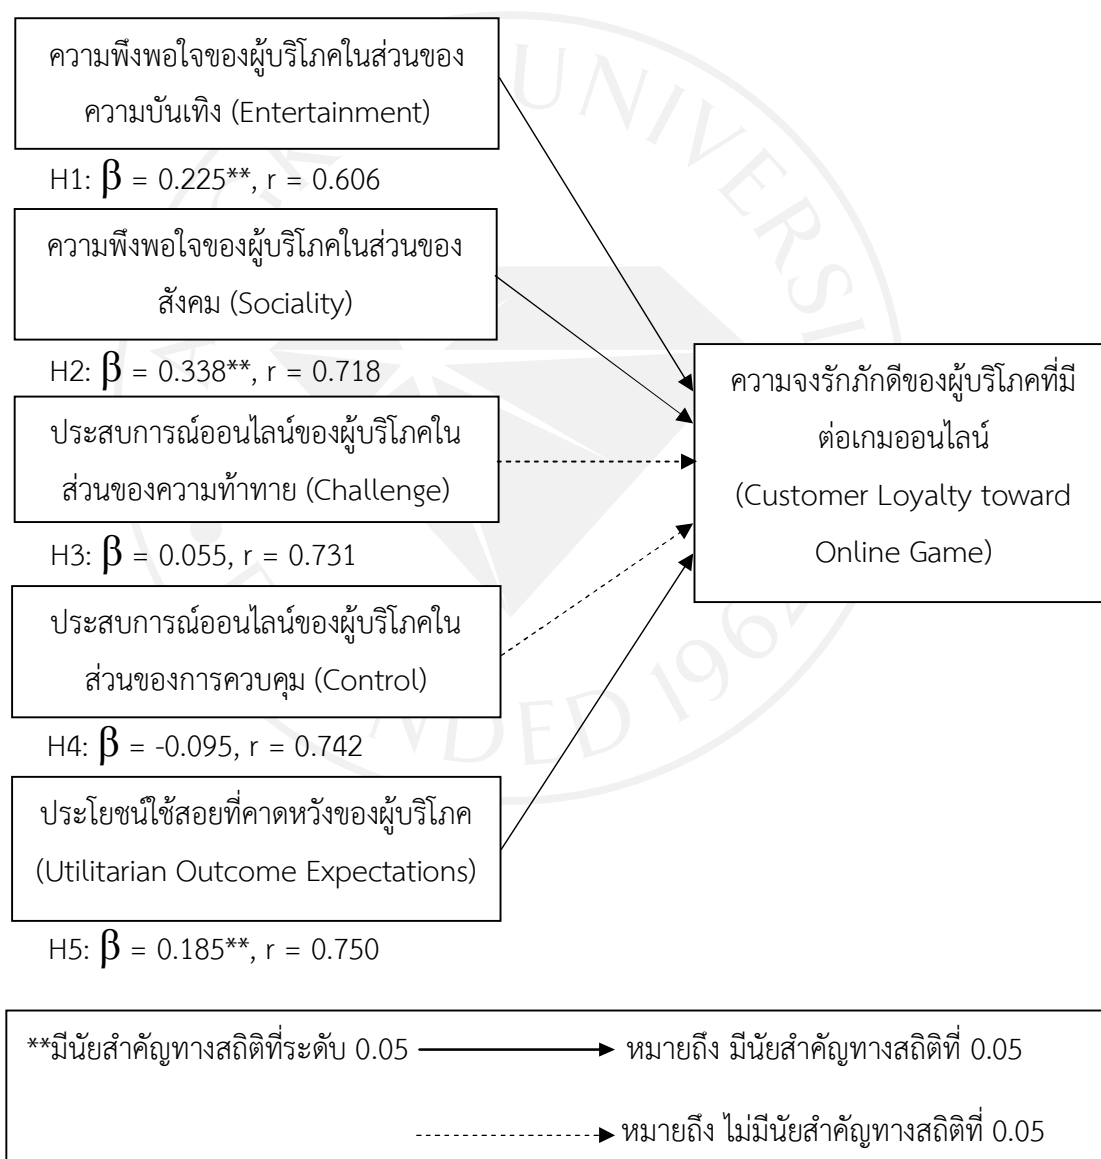 ความพึงพอใจของผู้บริโภคในส่วนของ
ความบันเทิง (Entertainment)
H1: β = 0.225**, r = 0.606
ความพึงพอใจของผู้บริโภคในส่วนของ
สังคม (Sociality)
H2: β = 0.338**, r = 0.718
ประสบการณ์ออนไลน์ของผู้บริโภคใน
ส่วนของความท้าทาย (Challenge)
H3: β = 0.055, r = 0.731
ประสบการณ์ออนไลน์ของผู้บริโภคใน
ส่วนของการควบคุม (Control)
H4: β = -0.095, r = 0.742
ประโยชน์ใช้สอยที่คาดหวังของผู้บริโภค
(Utilitarian Outcome Expectations)
H5: β = 0.185**, r = 0.750
ความจงรักภักดีของผู้บริโภคที่มี
ต่อเกมออนไลน์
(Customer Loyalty toward
Online Game)
**มีนัยสำคัญทางสถิติที่ระดับ 0.05 หมายถึง มีนัยสำคัญทางสถิติที่ 0.05
หมายถึง ไม่มีนัยสำคัญทางสถิติที่ 0.05